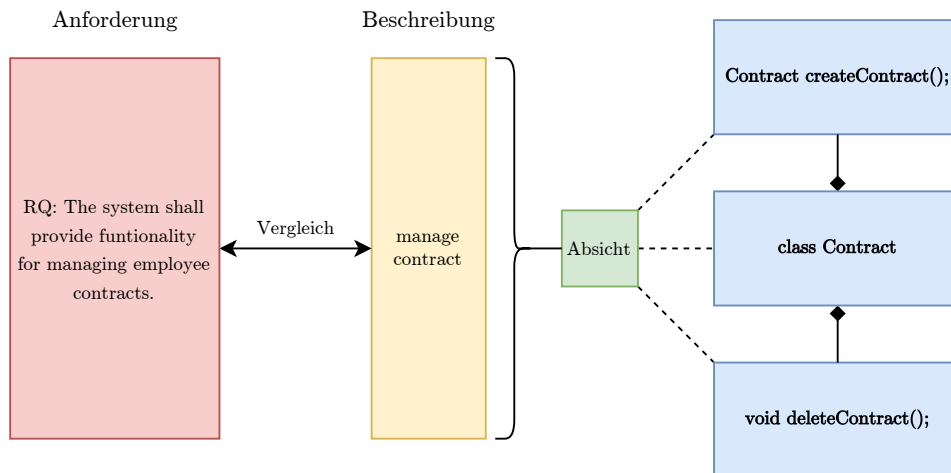 Anforderung
Beschreibung
RQ: The system shall
provide funtionality
for managing employee
contracts.
Vergleich
manage
contract
Absicht
Contract createContract();
class Contract
void deleteContract();